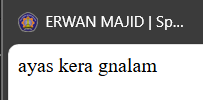 ERWAN MAJID | Sp...
ayas kera gnalam